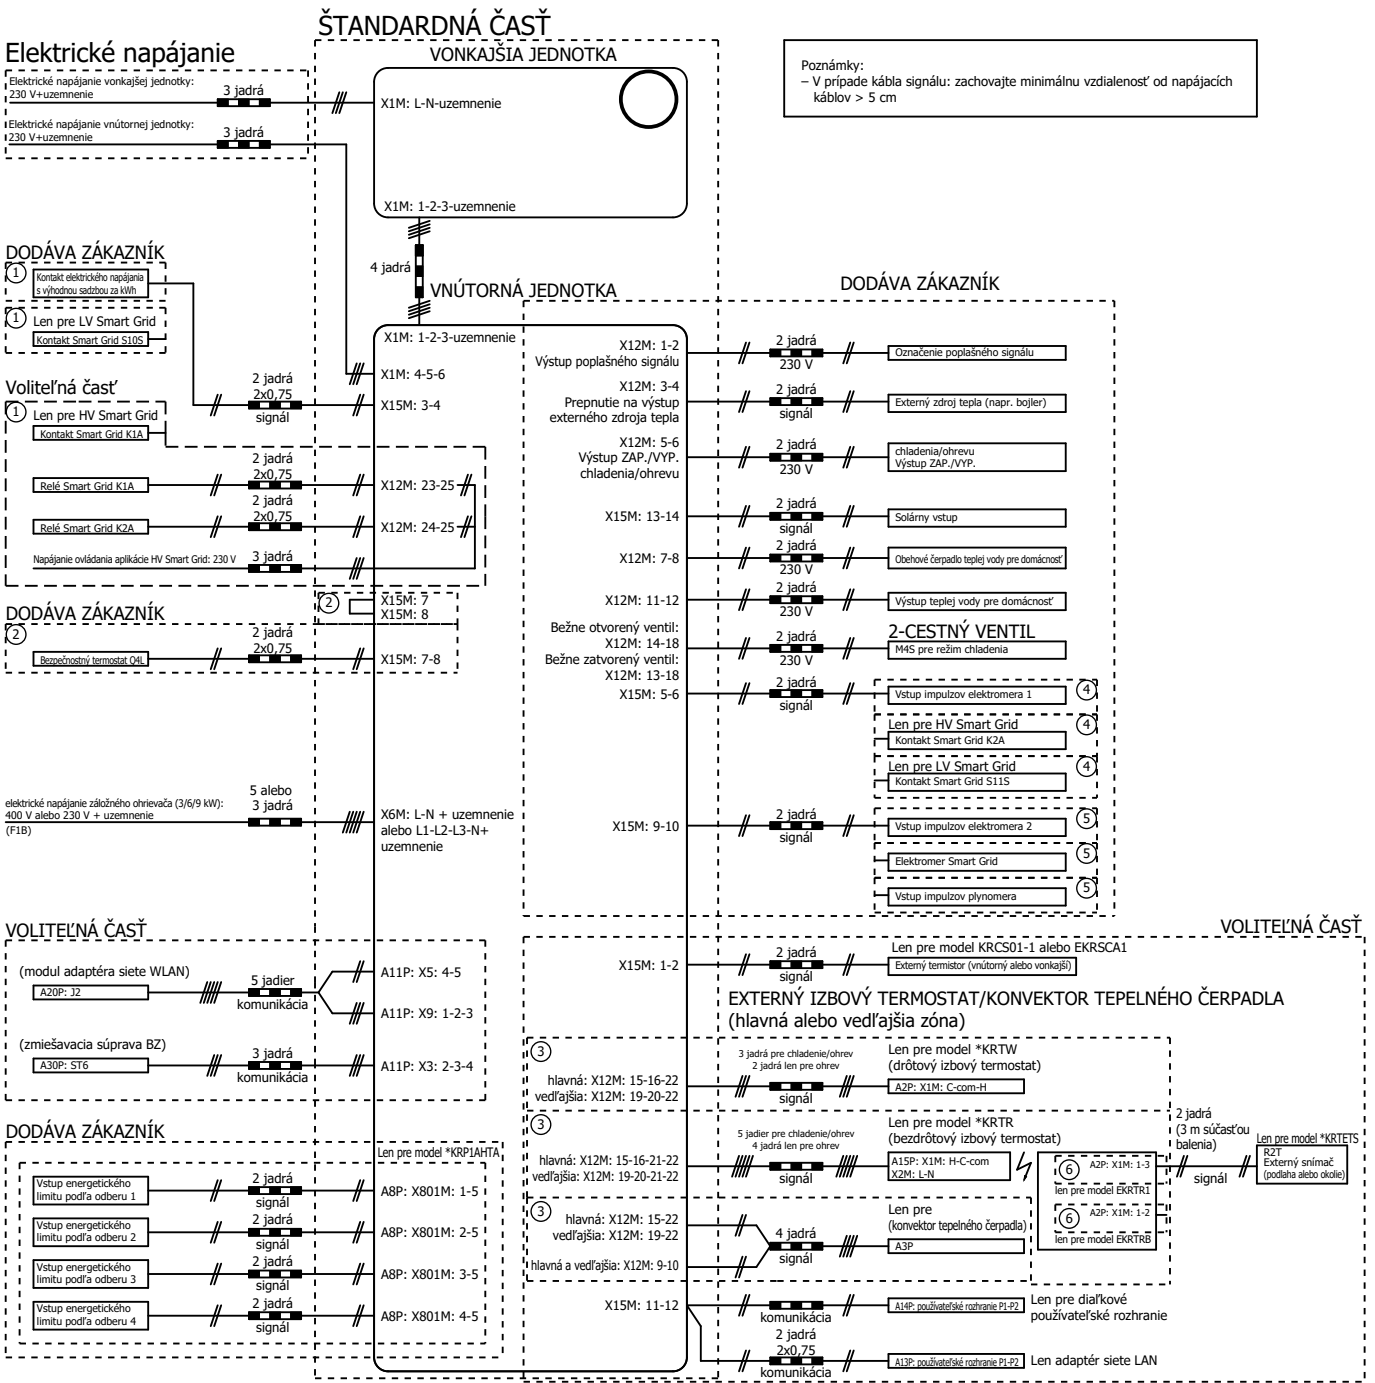 ŠTANDARDNÁ ČASŤ
Elektrické napájanie
Elektrické napájanie vonkajšej jednotky:
230 V+uzemnenie
3 jadrá
Elektrické napájanie vnútornej jednotky:
230 V+uzemnenie
3 jadrá
VONKAJŠIA JEDNOTKA
X1M: L-N-uzemnenie
X1M: 1-2-3-uzemnenie
Poznámky:
– V prípade kábla signálu: zachovajte minimálnu vzdialenosť od napájacích
káblov > 5 cm
4 jadrá
VNÚTORNÁ JEDNOTKA
X1M: 1-2-3-uzemnenie
X1M: 4-5-6
DODÁVA ZÁKAZNÍK
1
Kontakt elektrického napájania
s výhodnou sadzbou za kWh
1
Len pre LV Smart Grid
Kontakt Smart Grid S10S
2 jadrá
2x0,75
signál
X15M: 3-4
Voliteľná časť
1
Len pre HV Smart Grid
Kontakt Smart Grid K1A
Relé Smart Grid K1A
2 jadrá
2x0,75
X12M: 23-25
Relé Smart Grid K2A
2 jadrá
2x0,75
X12M: 24-25
Napájanie ovládania aplikácie HV Smart Grid: 230 V
3 jadrá
2
X15M: 7
X15M: 8
DODÁVA ZÁKAZNÍK
2
Bezpečnostný termostat Q4L
2 jadrá
2x0,75
X15M: 7-8
elektrické napájanie záložného ohrievača (3/6/9 kW):
400 V alebo 230 V + uzemnenie
(F1B)
5 alebo
3 jadrá
X6M: L-N + uzemnenie
alebo L1-L2-L3-N+
uzemnenie
VOLITEĽNÁ ČASŤ
(modul adaptéra siete WLAN)
A20P: J2
5 jadier
komunikácia
A11P: X5: 4-5
A11P: X9: 1-2-3
(zmiešavacia súprava BZ)
A30P: ST6
3 jadrá
komunikácia
A11P: X3: 2-3-4
DODÁVA ZÁKAZNÍK
Len pre model *KRP1AHTA
Vstup energetického
limitu podľa odberu 1
2 jadrá
signál
A8P: X801M: 1-5
Vstup energetického
limitu podľa odberu 2
2 jadrá
signál
A8P: X801M: 2-5
Vstup energetického
limitu podľa odberu 3
2 jadrá
signál
A8P: X801M: 3-5
Vstup energetického
limitu podľa odberu 4
2 jadrá
signál
A8P: X801M: 4-5
DODÁVA ZÁKAZNÍK
X12M: 1-2
Výstup poplašného signálu
2 jadrá
230 V
Označenie poplašného signálu
X12M: 3-4
Prepnutie na výstup
externého zdroja tepla
2 jadrá
signál
Externý zdroj tepla (napr. bojler)
X12M: 5-6
Výstup ZAP./VYP.
chladenia/ohrevu
2 jadrá
230 V
chladenia/ohrevu
Výstup ZAP./VYP.
X15M: 13-14
2 jadrá
signál
Solárny vstup
X12M: 7-8
2 jadrá
230 V
Obehové čerpadlo teplej vody pre domácnosť
X12M: 11-12
2 jadrá
230 V
Výstup teplej vody pre domácnosť
Bežne otvorený ventil:
X12M: 14-18
Bežne zatvorený ventil:
X12M: 13-18
2 jadrá
230 V
2-CESTNÝ VENTIL
M4S pre režim chladenia
X15M: 5-6
2 jadrá
signál
Vstup impulzov elektromera 1
4
Len pre HV Smart Grid
Kontakt Smart Grid K2A
4
Len pre LV Smart Grid
Kontakt Smart Grid S11S
4
X15M: 9-10
2 jadrá
signál
Vstup impulzov elektromera 2
5
Elektromer Smart Grid
5
Vstup impulzov plynomera
5
VOLITEĽNÁ ČASŤ
X15M: 1-2
2 jadrá
signál
Len pre model KRCS01-1 alebo EKRSCA1
Externý termistor (vnútorný alebo vonkajší)
EXTERNÝ IZBOVÝ TERMOSTAT/KONVEKTOR TEPELNÉHO ČERPADLA
(hlavná alebo vedľajšia zóna)
3
hlavná: X12M: 15-16-22
vedľajšia: X12M: 19-20-22
3 jadrá pre chladenie/ohrev
2 jadrá len pre ohrev
signál
Len pre model *KRTW
(drôtový izbový termostat)
A2P: X1M: C-com-H
3
hlavná: X12M: 15-16-21-22
vedľajšia: X12M: 19-20-21-22
5 jadier pre chladenie/ohrev
4 jadrá len pre ohrev
signál
Len pre model *KRTR
(bezdrôtový izbový termostat)
A15P: X1M: H-C-com
X2M: L-N
6
A2P: X1M: 1-3
len pre model EKRTR1
6
A2P: X1M: 1-2
len pre model EKRTRB
2 jadrá
(3 m súčasťou
balenia)
signál
Len pre model *KRTETS
R2T
Externý snímač
(podlaha alebo okolie)
3
hlavná: X12M: 15-22
vedľajšia: X12M: 19-22
hlavná a vedľajšia: X12M: 9-10
4 jadrá
signál
Len pre
(konvektor tepelného čerpadla)
A3P
X15M: 11-12
komunikácia
A14P: používateľské rozhranie P1-P2
Len pre diaľkové
používateľské rozhranie
2 jadrá
2x0,75
komunikácia
A13P: používateľské rozhranie P1-P2
Len adaptér siete LAN